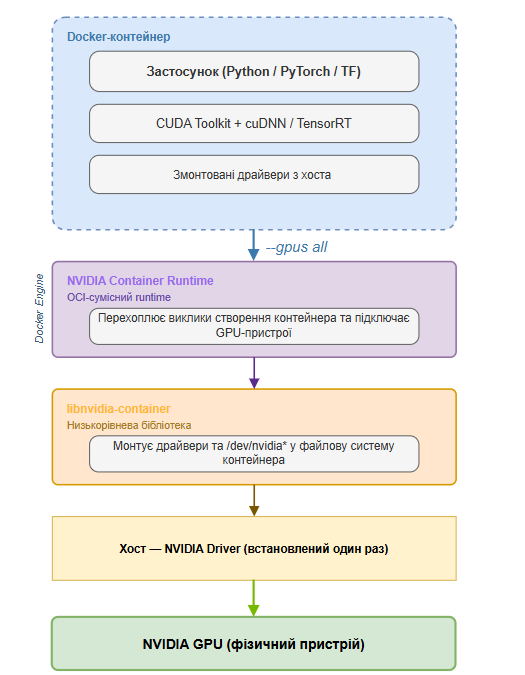 Docker-контейнер
Застосунок (Python / PyTorch / TF)
CUDA Toolkit + cuDNN / TensorRT
Змонтовані драйвери з хоста
--gpus all
Docker Engine
NVIDIA Container Runtime
OCI-сумісний runtime
Перехоплює виклики створення контейнера та підключає
GPU-пристрої
libnvidia-container
Низькорівнева бібліотека
Монтує драйвери та /dev/nvidia* у файлову систему
контейнера
Хост — NVIDIA Driver (встановлений один раз)
NVIDIA GPU (фізичний пристрій)